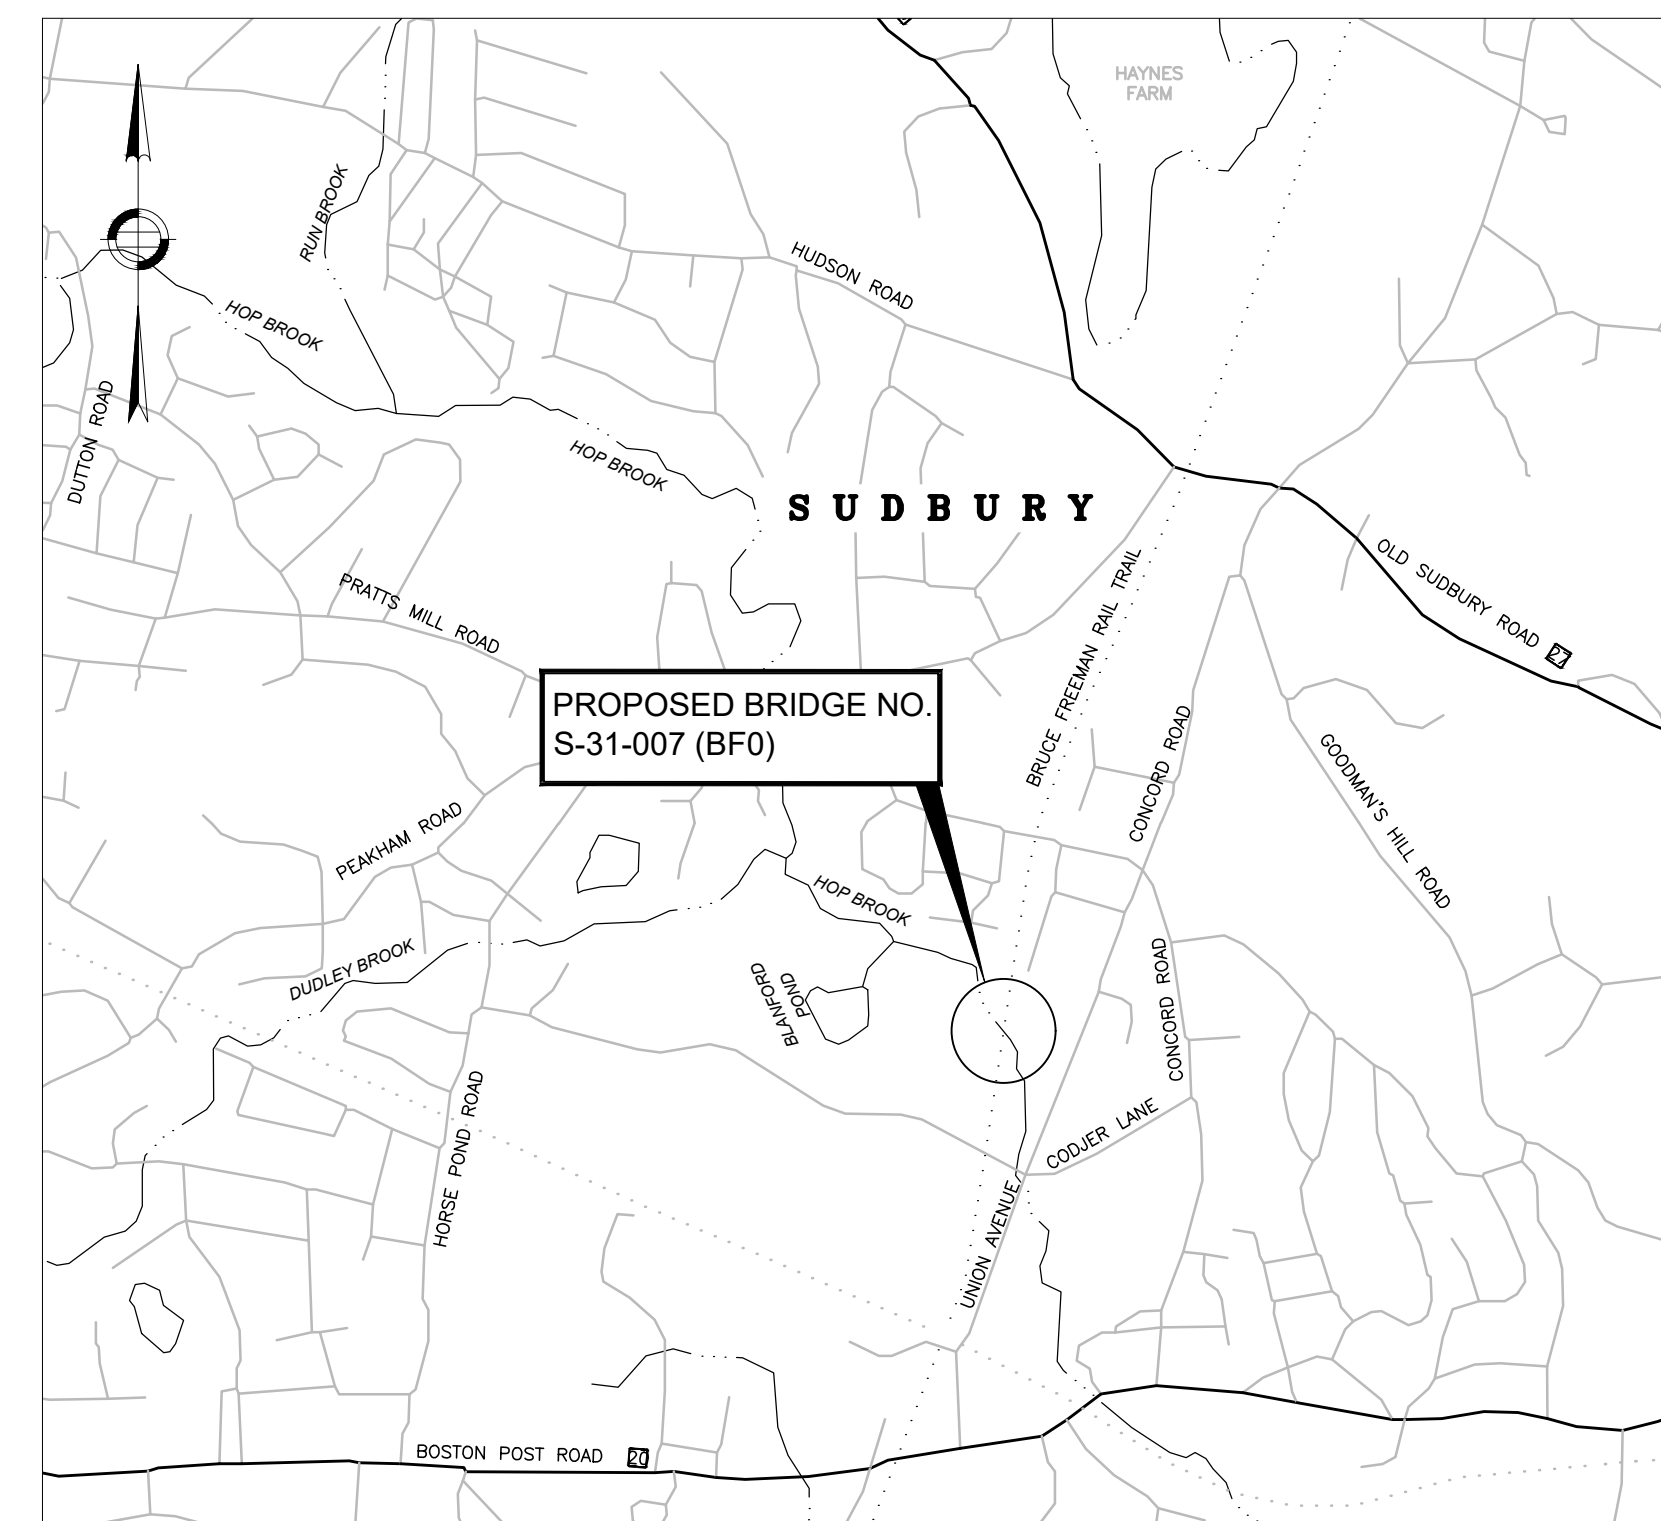 HAYNES
FARM
RUN BROOK
HUDSON ROAD
HOP BROOK
DUTTON ROAD
HOP BROOK
SUDBURY
OLD SUDBURY ROAD 27
BRUCE FREEMAN RAIL TRAIL
PRATTS MILL ROAD
PROPOSED BRIDGE NO.
S-31-007 (BF0)
CONCORD ROAD
GOODMAN'S HILL ROAD
PEAKHAM ROAD
HOP BROOK
DUDLEY BROOK
BLANFORD
POND
CONCORD ROAD
HORSE POND ROAD
CODJER LANE
UNION AVENUE
BOSTON POST ROAD 20